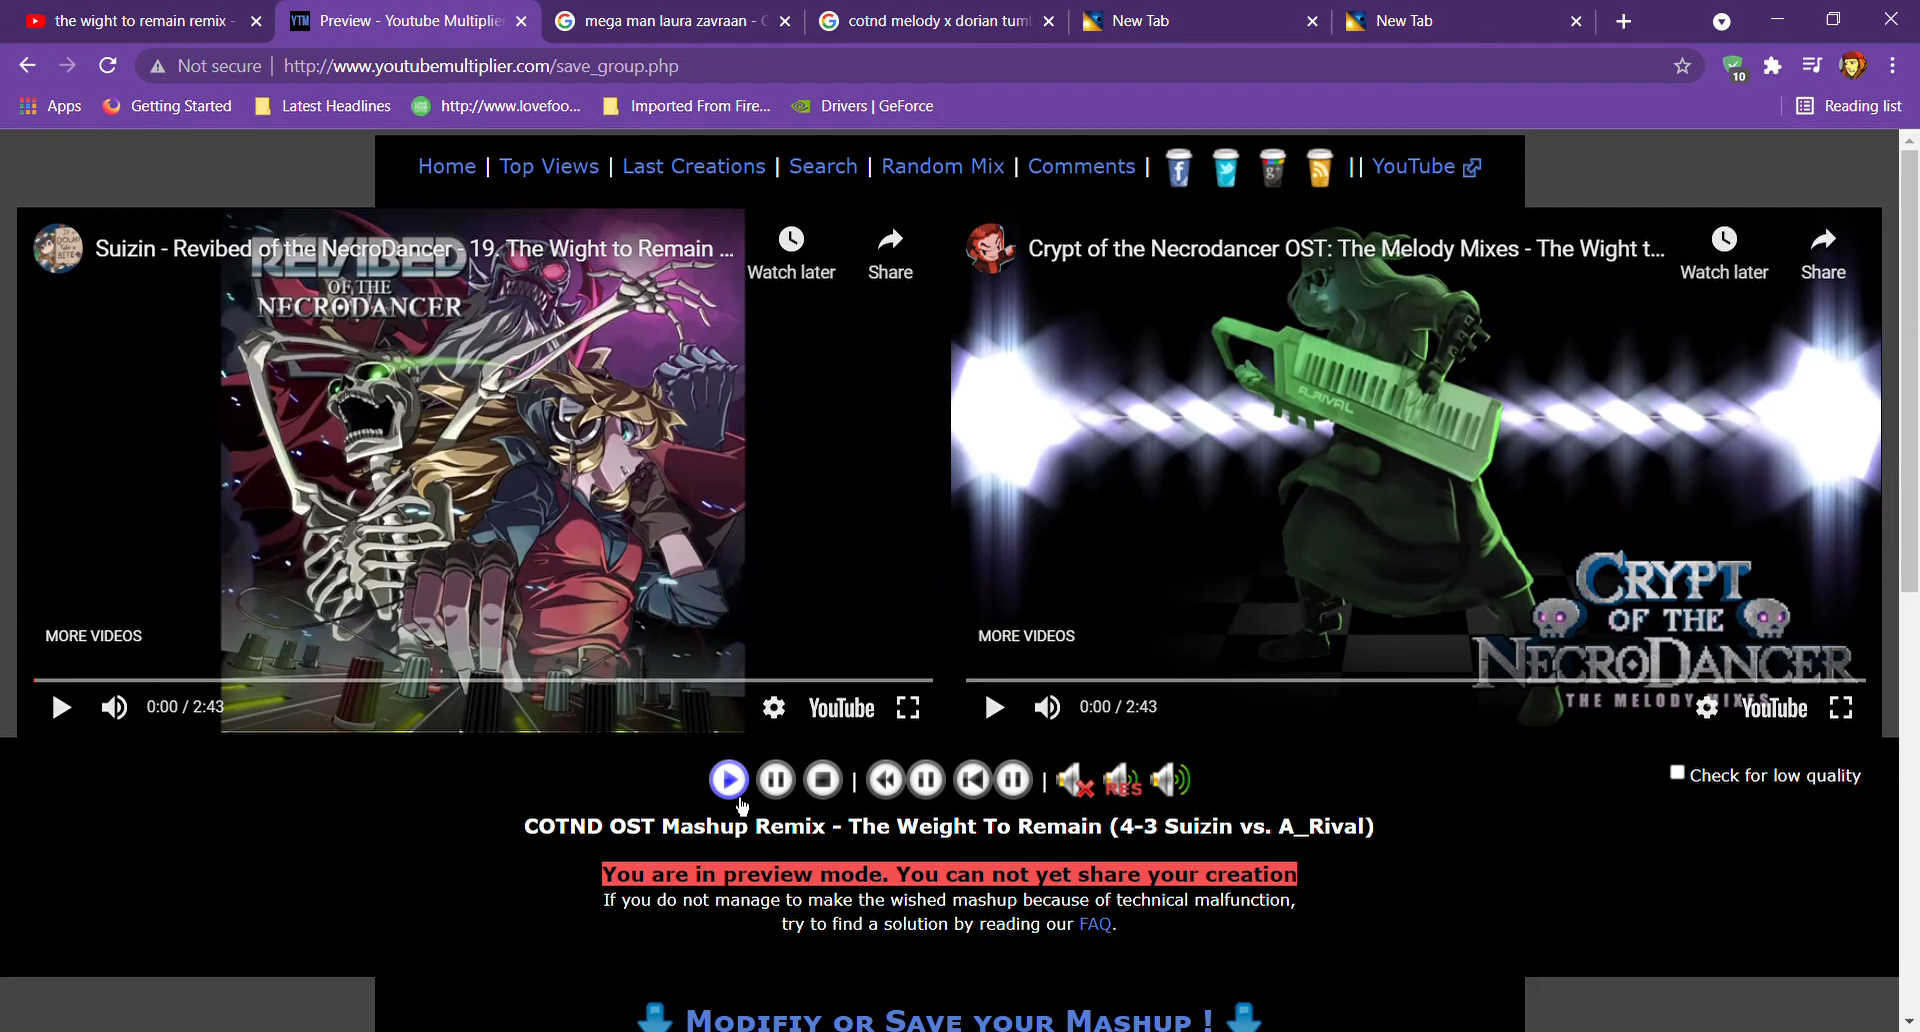 the wight to remain remix -
YTM Preview - Youtube Multiplie
mega man laura zavraan - G
cotnd melody x dorian tum
New Tab
New Tab
Not secure | http://www.youtubemultiplier.com/save_group.php
10
Apps
Getting Started
Latest Headlines
http://www.lovefoo...
Imported From Fire...
Drivers | GeForce
Reading list
Home | Top Views | Last Creations | Search | Random Mix | Comments | || YouTube
Suizin - Revibed of the NecroDancer - 19. The Wight to Remain ...
Watch later
Share
REVIBED
OF THE
NECRODANCER
MORE VIDEOS
0:00 / 2:43
YouTube
Crypt of the Necrodancer OST: The Melody Mixes - The Wight t...
Watch later
Share
A_RIVAL
CRYPT
OF THE
NECRODANCER
THE MELODY MIXES
MORE VIDEOS
0:00 / 2:43
YouTube
RES
Check for low quality
COTND OST Mashup Remix - The Weight To Remain (4-3 Suizin vs. A_Rival)
You are in preview mode. You can not yet share your creation
If you do not manage to make the wished mashup because of technical malfunction,
try to find a solution by reading our FAQ.
Modifiy or Save your Mashup !